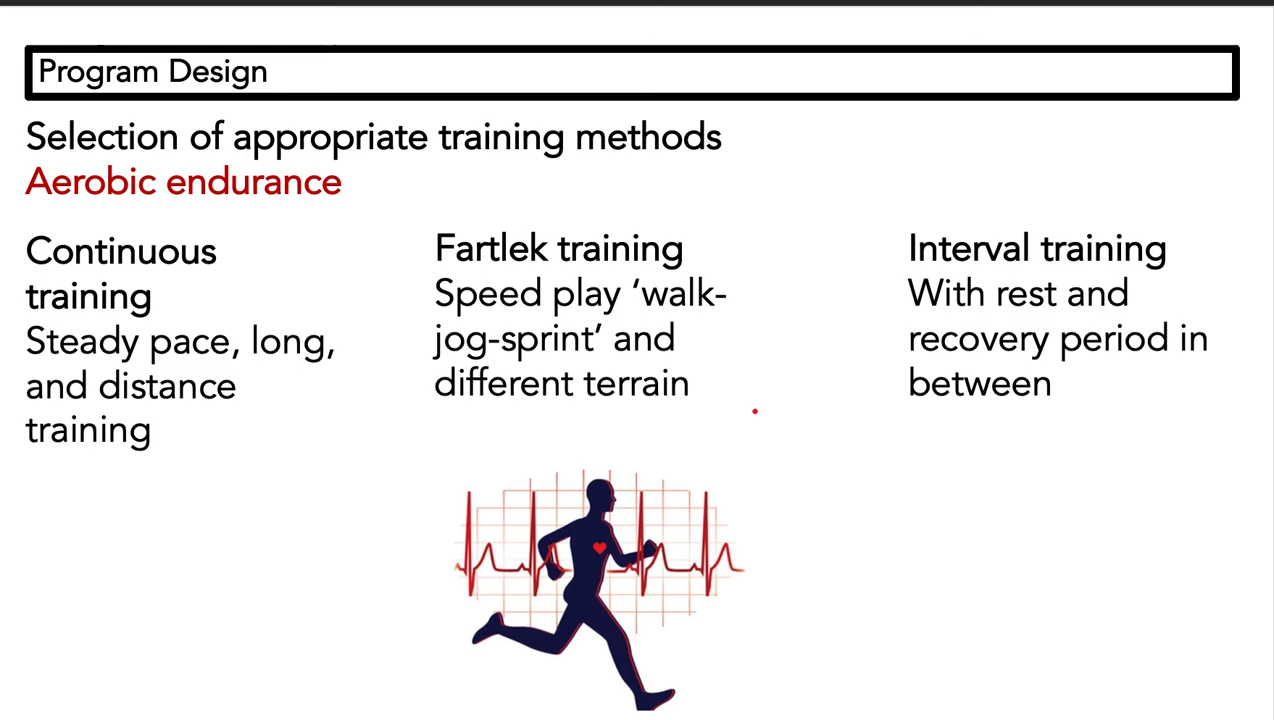 Program Design
Selection of appropriate training methods
Aerobic endurance
Continuous
training
Steady pace, long,
and distance
training
Fartlek training
Speed play ‘walk-
jog-sprint’ and
different terrain
Interval training
With rest and
recovery period in
between